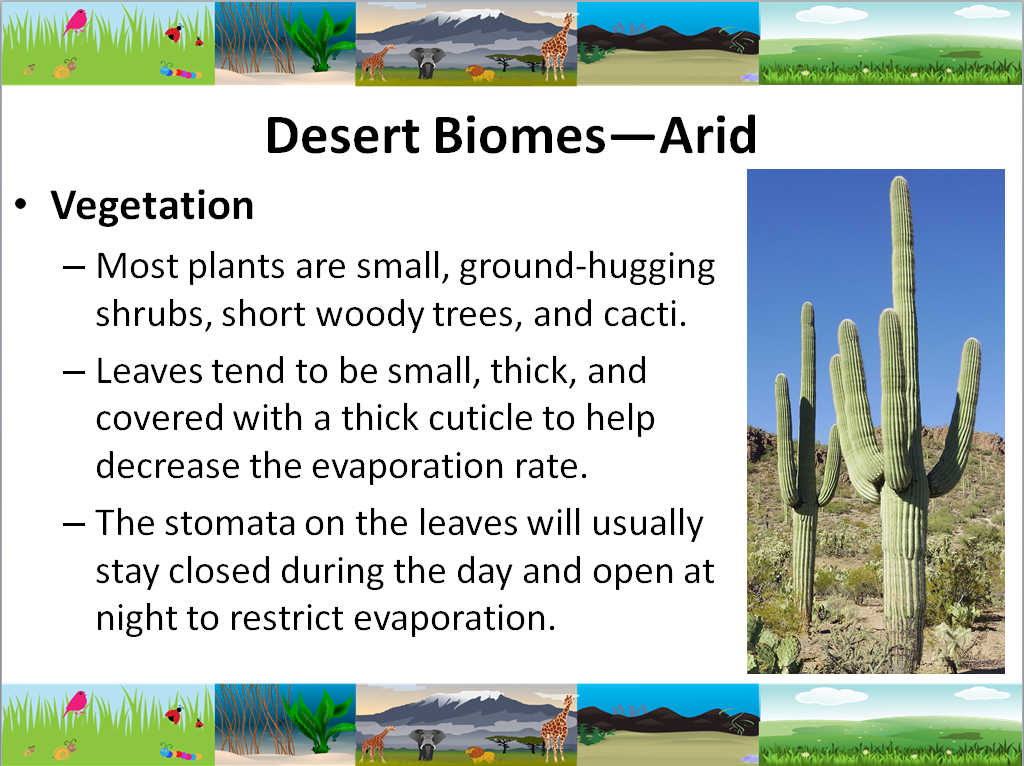 Desert Biomes—Arid
• Vegetation
– Most plants are small, ground-hugging
shrubs, short woody trees, and cacti.
– Leaves tend to be small, thick, and
covered with a thick cuticle to help
decrease the evaporation rate.
– The stomata on the leaves will usually
stay closed during the day and open at
night to restrict evaporation.